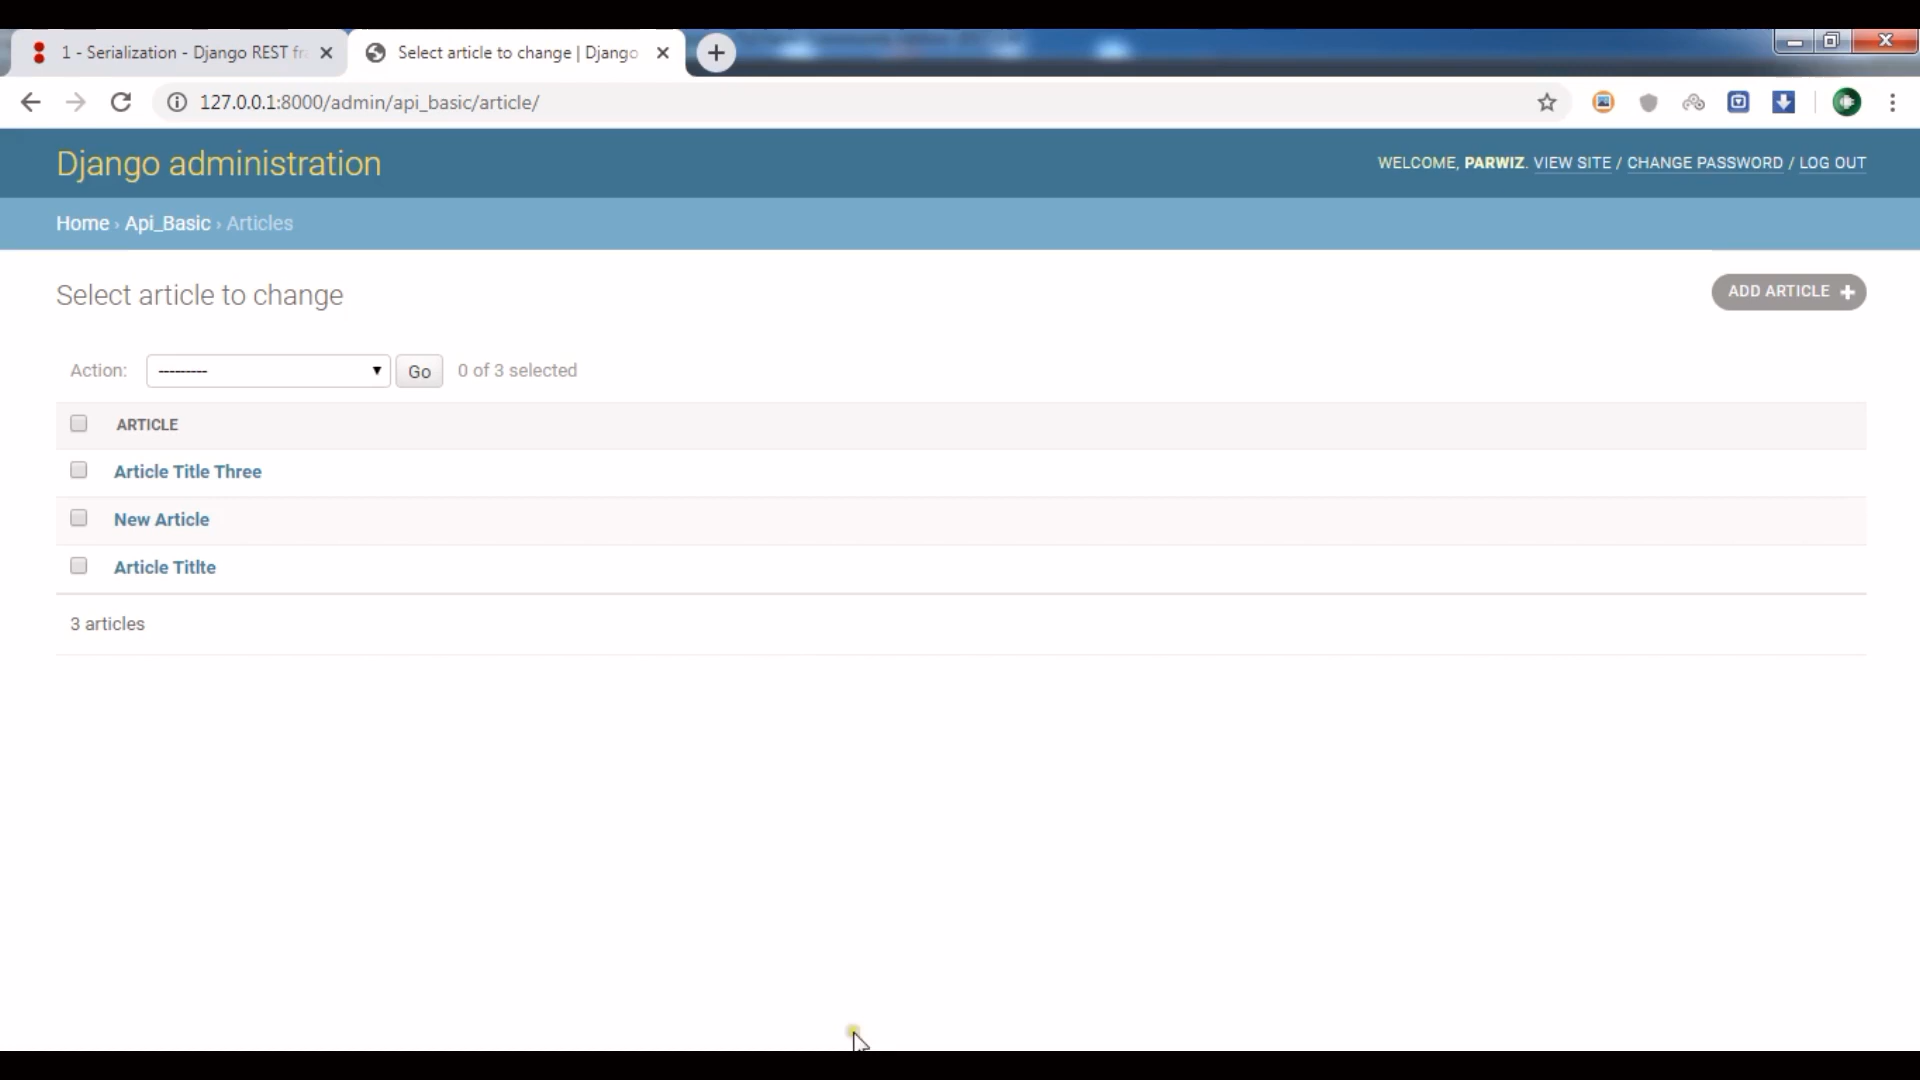 1 - Serialization - Django REST fr
Select article to change | Django
127.0.0.1:8000/admin/api_basic/article/
Django administration
WELCOME, PARWIZ. VIEW SITE / CHANGE PASSWORD / LOG OUT
Home › Api_Basic › Articles
Select article to change
ADD ARTICLE +
Action: --------- Go 0 of 3 selected
ARTICLE
Article Title Three
New Article
Article Titlte
3 articles